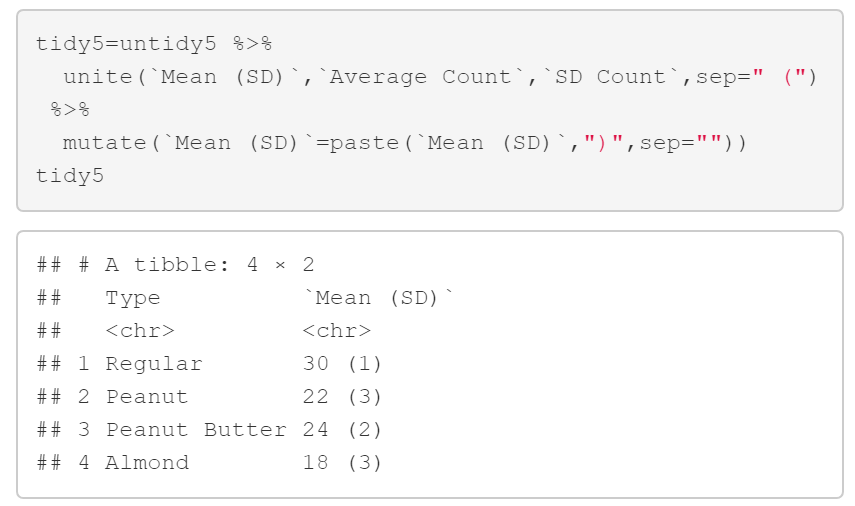 tidy5=untidy5 %>%
  unite(`Mean (SD)`,`Average Count`,`SD Count`,sep=" (")
 %>%
  mutate(`Mean (SD)`=paste(`Mean (SD)`,")",sep=""))
tidy5
## # A tibble: 4 × 2
##   Type          `Mean (SD)`
##   <chr>         <chr>
## 1 Regular       30 (1)
## 2 Peanut        22 (3)
## 3 Peanut Butter 24 (2)
## 4 Almond        18 (3)